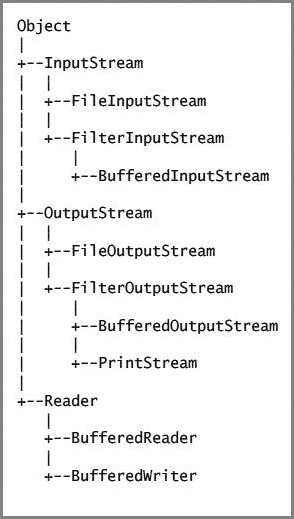 Object
|
+--InputStream
|  |
|  +--FileInputStream
|  |
|  +--FilterInputStream
|     |
|     +--BufferedInputStream
|
+--OutputStream
|  |
|  +--FileOutputStream
|  |
|  +--FilterOutputStream
|     |
|     +--BufferedOutputStream
|     |
|     +--PrintStream
|
+--Reader
   |
   +--BufferedReader
   |
   +--BufferedWriter